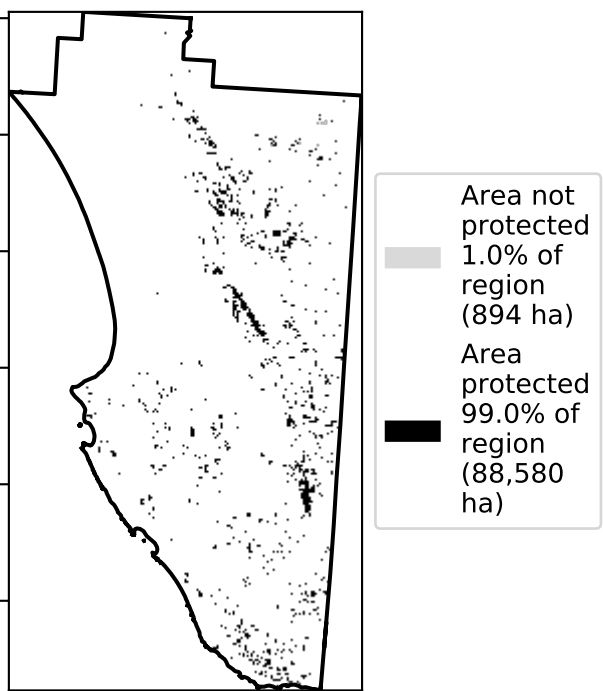 Area not
protected
1.0% of
region
(894 ha)
Area
protected
99.0% of
region
(88,580
ha)